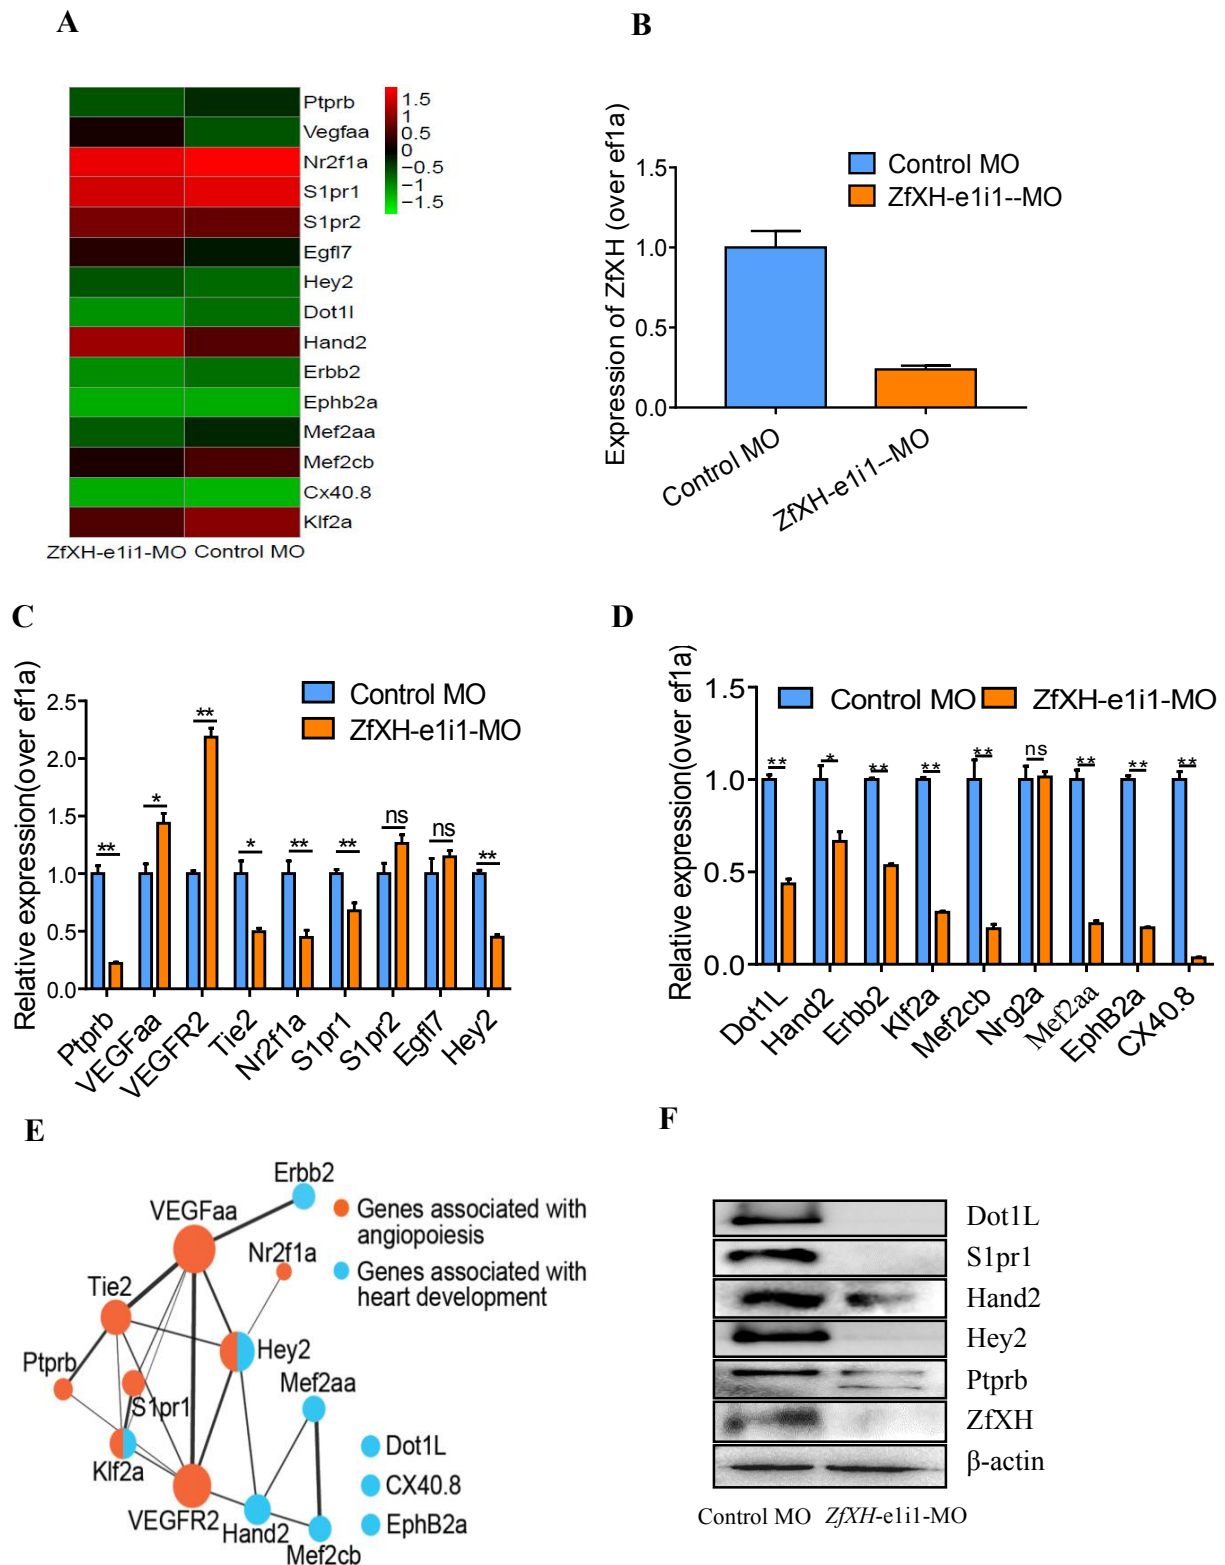 A
Ptprb
Vegfaa
Nr2f1a
S1pr1
S1pr2
Egfl7
Hey2
Dot1l
Hand2
Erbb2
Ephb2a
Mef2aa
Mef2cb
Cx40.8
Klf2a
1.5
1
0.5
0
−0.5
−1
−1.5
ZfXH-e1i1-MO Control MO
B
Expression of ZfXH (over ef1a)
1.5
1.0
0.5
0.0
Control MO
ZfXH-e1i1--MO
Control MO
ZfXH-e1i1--MO
C
Relative expression(over ef1a)
2.5
2.0
1.5
1.0
0.5
0.0
Control MO
ZfXH-e1i1-MO
** * ** * ** ** ns ns **
Ptprb
VEGFaa
VEGFR2
Tie2
Nr2f1a
S1pr1
S1pr2
Egfl7
Hey2
D
Relative expression(over ef1a)
1.5
1.0
0.5
0.0
Control MO ZfXH-e1i1-MO
** * ** ** ** ns ** ** **
Dot1L
Hand2
Erbb2
Klf2a
Mef2cb
Nrg2a
Mef2aa
EphB2a
CX40.8
E
Erbb2
VEGFaa
Genes associated with
angiopoiesis
Nr2f1a
Genes associated with
heart development
Tie2
Hey2
Ptprb
Mef2aa
S1pr1
Klf2a
Dot1L
CX40.8
EphB2a
VEGFR2
Hand2
Mef2cb
F
Dot1L
S1pr1
Hand2
Hey2
Ptprb
ZfXH
β-actin
Control MO ZfXH-e1i1-MO